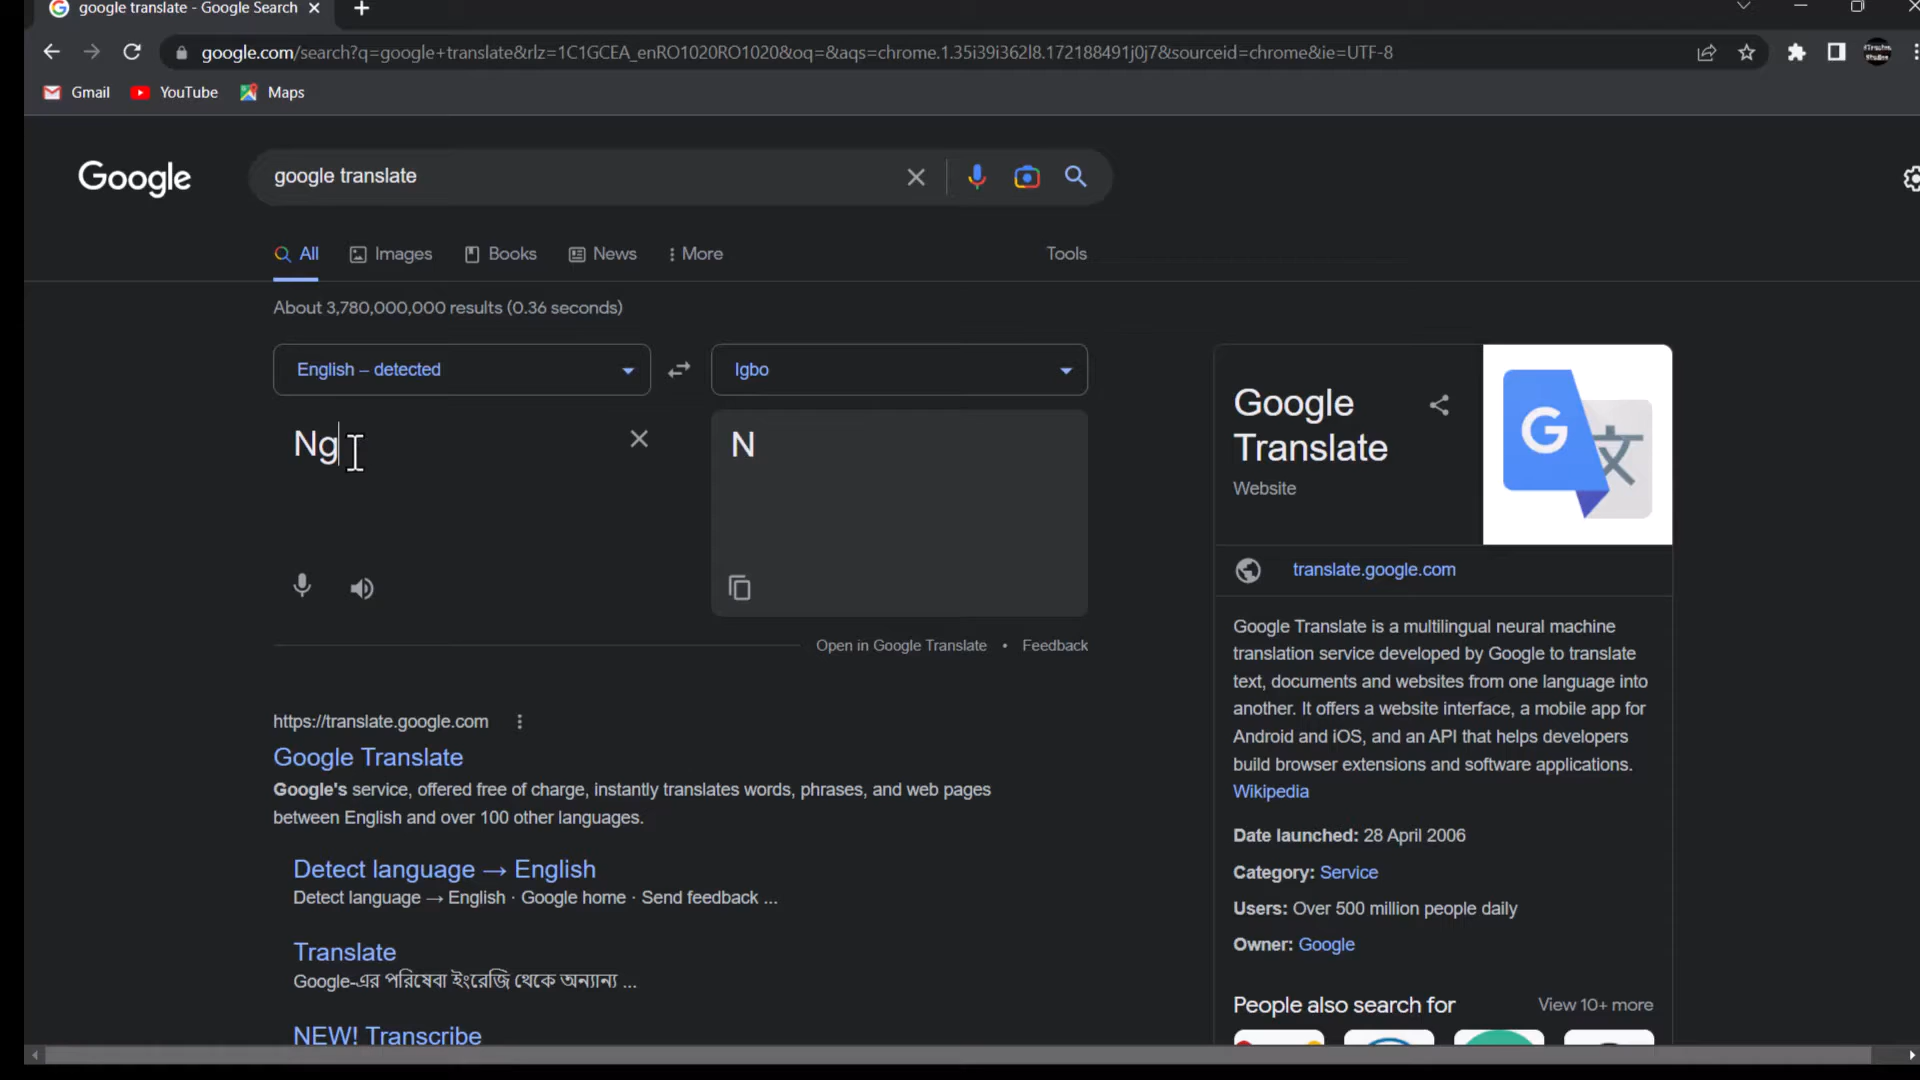 google translate - Google Search
google.com/search?q=google+translate&rlz=1C1GCEA_enRO1020RO1020&oq=&aqs=chrome.1.35i39i362l8.172188491j0j7&sourceid=chrome&ie=UTF-8
Gmail YouTube Maps
Google google translate
All Images Books News More Tools
About 3,780,000,000 results (0.36 seconds)
English – detected Igbo
Ng N
Open in Google Translate • Feedback
https://translate.google.com
Google Translate
Google's service, offered free of charge, instantly translates words, phrases, and web pages
between English and over 100 other languages.
Detect language → English
Detect language → English · Google home · Send feedback ...
Translate
Google-এর পরিষেবা ইংরেজি থেকে অন্যান্য ...
NEW! Transcribe
Google
Translate
Website
translate.google.com
Google Translate is a multilingual neural machine
translation service developed by Google to translate
text, documents and websites from one language into
another. It offers a website interface, a mobile app for
Android and iOS, and an API that helps developers
build browser extensions and software applications.
Wikipedia
Date launched: 28 April 2006
Category: Service
Users: Over 500 million people daily
Owner: Google
People also search for View 10+ more